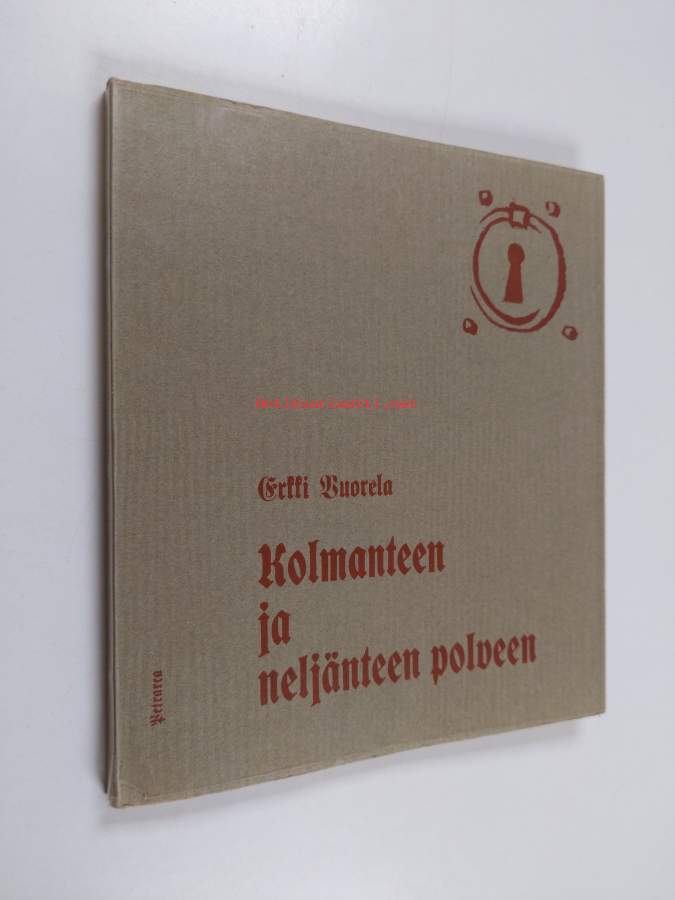 Erkki Vuorela
Kolmanteen
ja
neljänteen polveen
Petrarca